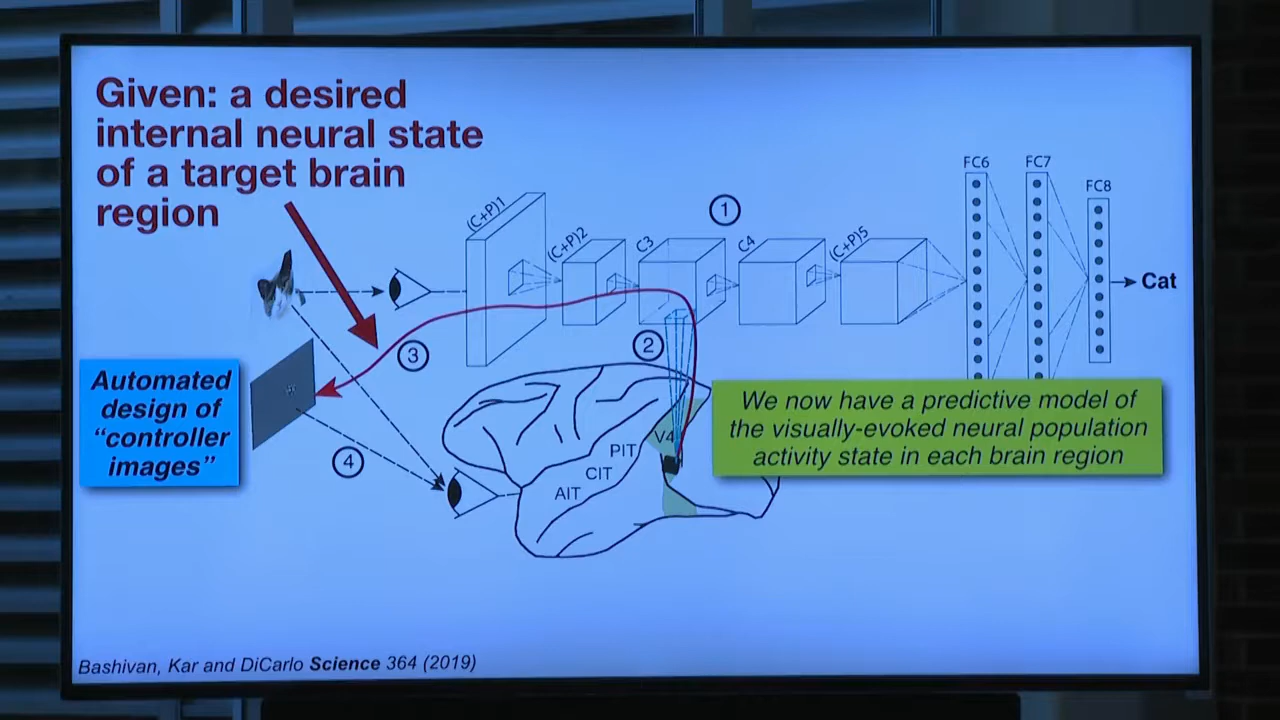 Given: a desired
internal neural state
of a target brain
region
FC6
FC7
FC8
(C+P)1
(C+P)2
C3
C4
(C+P)5
1
Cat
2
3
Automated
design of
“controller
images”
4
We now have a predictive model of
the visually-evoked neural population
activity state in each brain region
V4
PIT
CIT
AIT
Bashivan, Kar and DiCarlo Science 364 (2019)